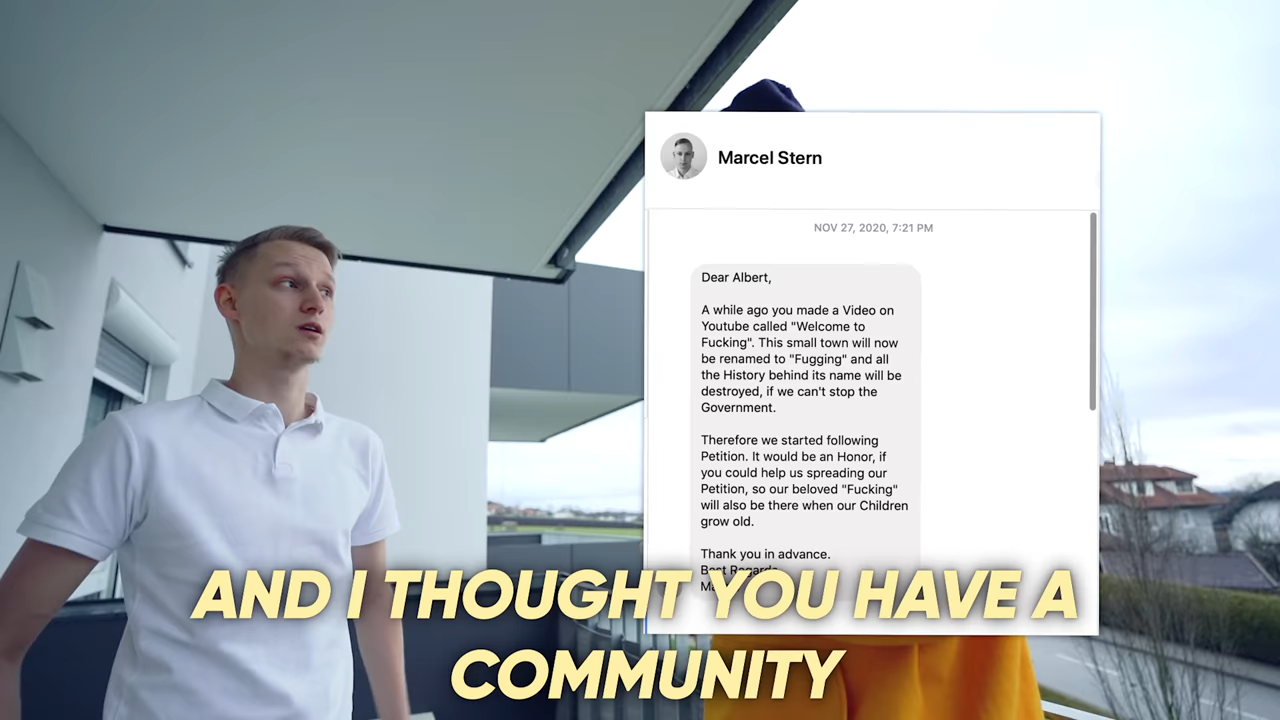 Marcel Stern
NOV 27, 2020, 7:21 PM
Dear Albert,
A while ago you made a Video on
Youtube called "Welcome to
Fucking". This small town will now
be renamed to "Fugging" and all
the History behind its name will be
destroyed, if we can't stop the
Government.
Therefore we started following
Petition. It would be an Honor, if
you could help us spreading our
Petition, so our beloved "Fucking"
will also be there when our Children
grow old.
Thank you in advance.
Best Regards
AND I THOUGHT YOU HAVE A
COMMUNITY